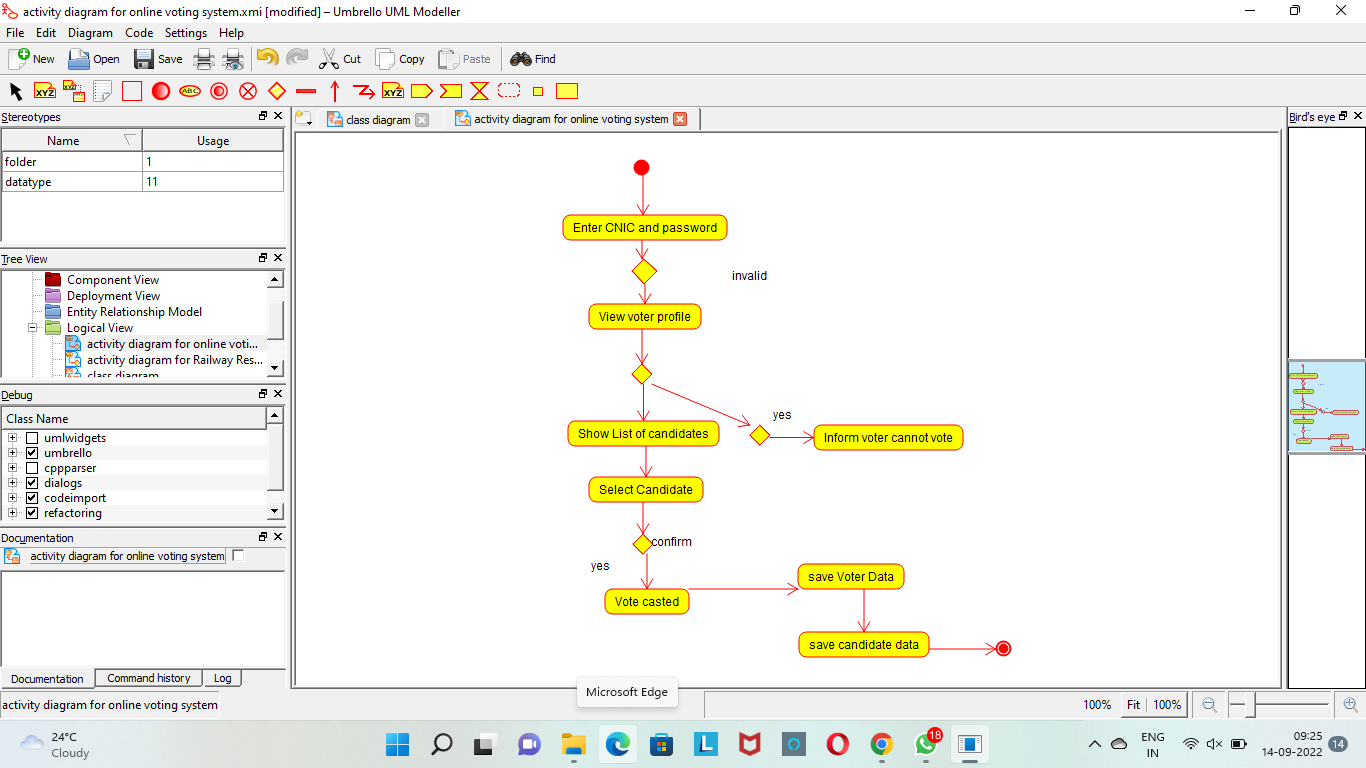 activity diagram for online voting system.xmi [modified] – Umbrello UML Modeller
File Edit Diagram Code Settings Help
New Open Save Cut Copy Paste Find
XYZ XYZ ABC XYZ
Stereotypes
Name Usage
folder 1
datatype 11
Tree View
Component View
Deployment View
Entity Relationship Model
Logical View
activity diagram for online voti...
activity diagram for Railway Res...
class diagram
Debug
Class Name
umlwidgets
umbrello
cppparser
dialogs
codeimport
refactoring
Documentation
activity diagram for online voting system
Documentation Command history Log
activity diagram for online voting system
class diagram activity diagram for online voting system
Enter CNIC and password
invalid
View voter profile
yes
Show List of candidates
Inform voter cannot vote
Select Candidate
confirm
yes
save Voter Data
Vote casted
save candidate data
Bird's eye
Microsoft Edge
100% Fit 100%
24°C
Cloudy
L
18
ENG
IN
09:25
14-09-2022
14